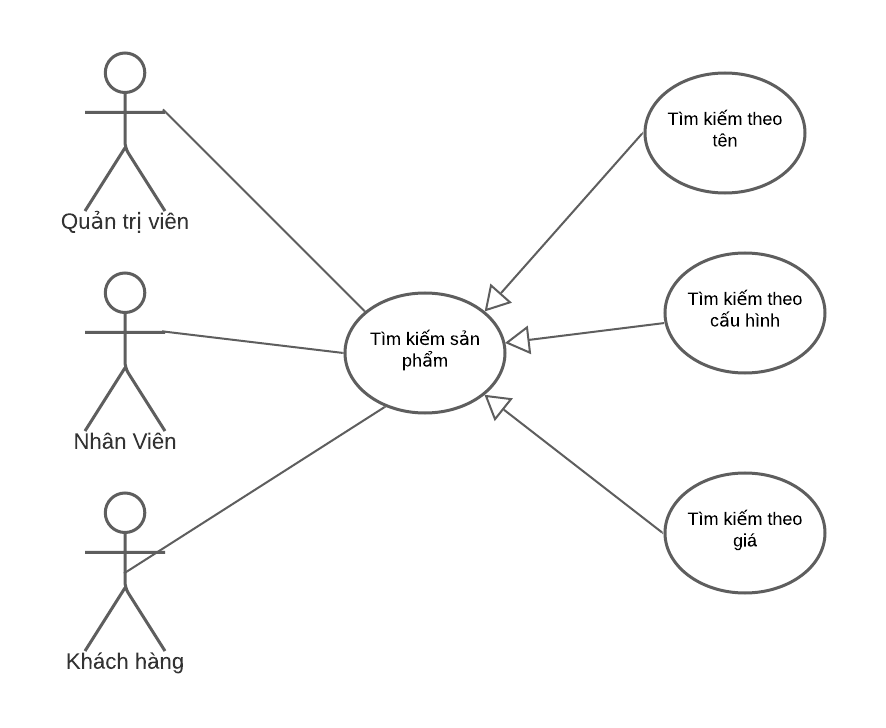 Quản trị viên
Nhân Viên
Khách hàng
Tìm kiếm sản
phẩm
Tìm kiếm theo
tên
Tìm kiếm theo
cấu hình
Tìm kiếm theo
giá